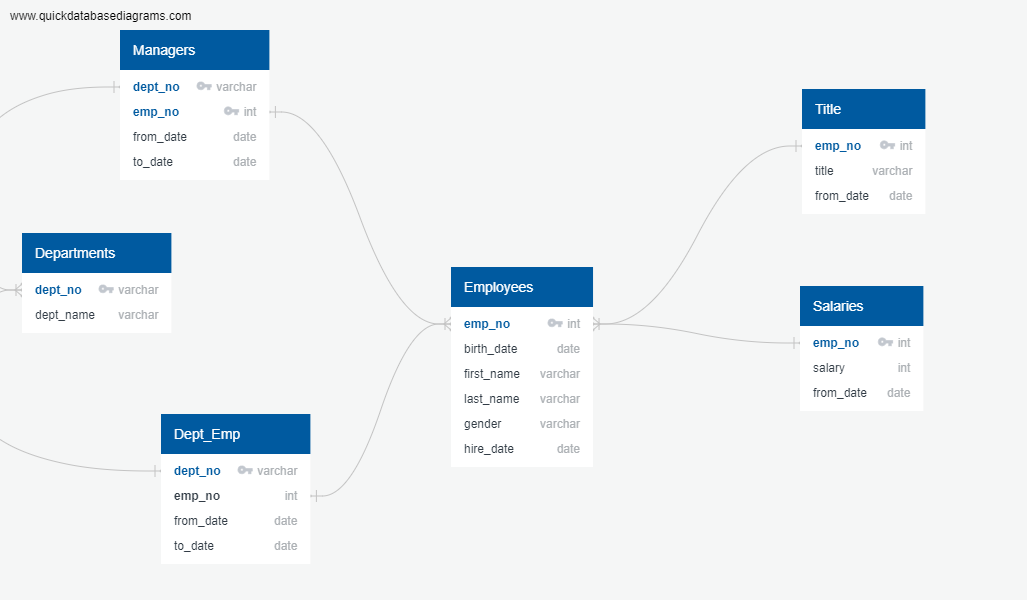 www.quickdatabasediagrams.com
Managers
dept_no varchar
emp_no int
from_date date
to_date date
Departments
dept_no varchar
dept_name varchar
Dept_Emp
dept_no varchar
emp_no int
from_date date
to_date date
Employees
emp_no int
birth_date date
first_name varchar
last_name varchar
gender varchar
hire_date date
Title
emp_no int
title varchar
from_date date
Salaries
emp_no int
salary int
from_date date